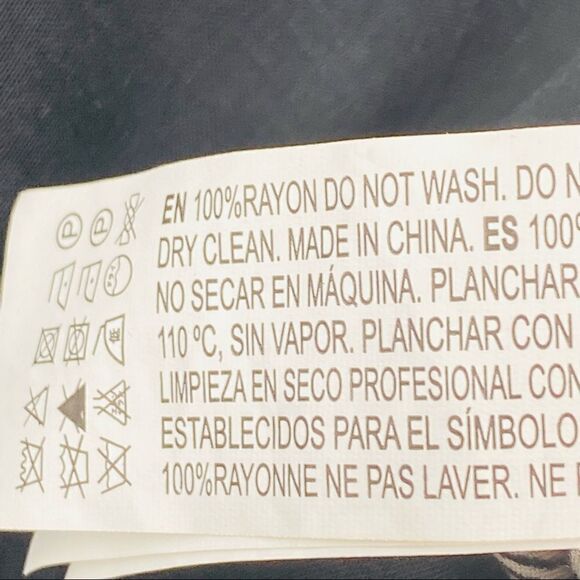 EN 100%RAYON DO NOT WASH. DO
DRY CLEAN. MADE IN CHINA. ES 100%
NO SECAR EN MÁQUINA. PLANCHAR
110 ºC, SIN VAPOR. PLANCHAR CON
LIMPIEZA EN SECO PROFESIONAL CON
ESTABLECIDOS PARA EL SÍMBOLO
100%RAYONNE NE PAS LAVER. NE
P P